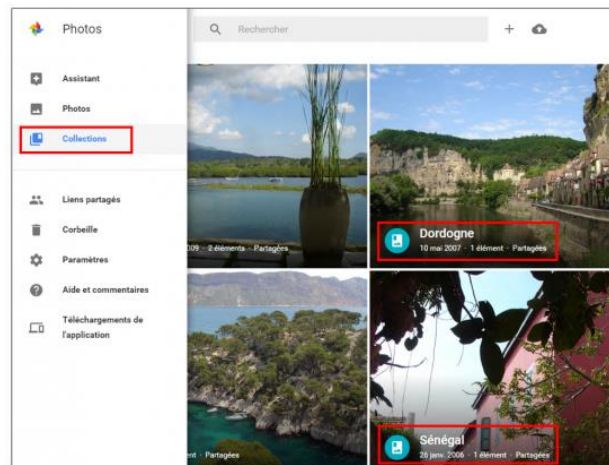 Photos
Rechercher
Assistant
Photos
Collections
Liens partagés
Corbeille
Paramètres
Aide et commentaires
Téléchargements de
l'application
009 · 2 éléments · Partagées
Dordogne
10 mai 2007 · 1 élément · Partagées
nt · Partagées
Sénégal
26 janv. 2006 · 1 élément · Partagées